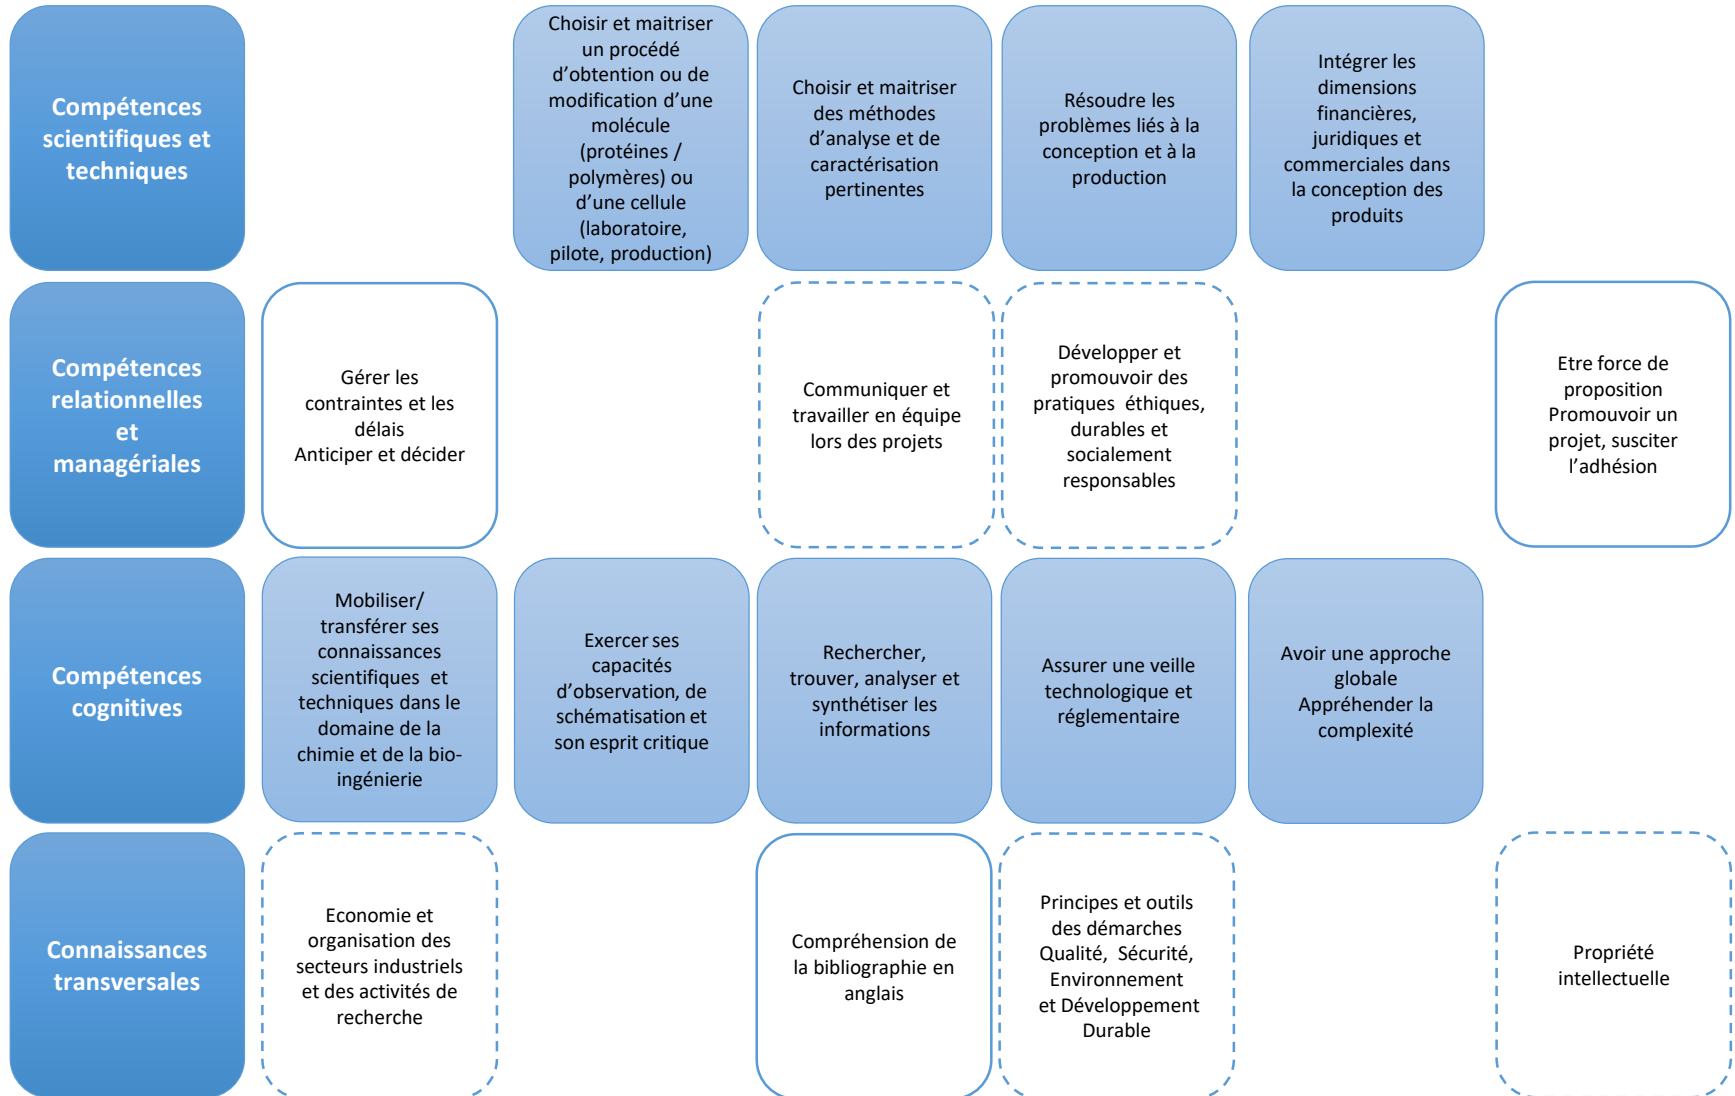 Compétences
scientifiques et
techniques
Choisir et maitriser
un procédé
d’obtention ou de
modification d’une
molécule
(protéines /
polymères) ou
d’une cellule
(laboratoire,
pilote, production)
Choisir et maitriser
des méthodes
d’analyse et de
caractérisation
pertinentes
Résoudre les
problèmes liés à la
conception et à la
production
Intégrer les
dimensions
financières,
juridiques et
commerciales dans
la conception des
produits
Compétences
relationnelles
et
managériales
Gérer les
contraintes et les
délais
Anticiper et décider
Communiquer et
travailler en équipe
lors des projets
Développer et
promouvoir des
pratiques éthiques,
durables et
socialement
responsables
Etre force de
proposition
Promouvoir un
projet, susciter
l’adhésion
Compétences
cognitives
Mobiliser/
transférer ses
connaissances
scientifiques et
techniques dans le
domaine de la
chimie et de la bio-
ingénierie
Exercer ses
capacités
d’observation, de
schématisation et
son esprit critique
Rechercher,
trouver, analyser et
synthétiser les
informations
Assurer une veille
technologique et
réglementaire
Avoir une approche
globale
Appréhender la
complexité
Connaissances
transversales
Economie et
organisation des
secteurs industriels
et des activités de
recherche
Compréhension de
la bibliographie en
anglais
Principes et outils
des démarches
Qualité, Sécurité,
Environnement
et Développement
Durable
Propriété
intellectuelle